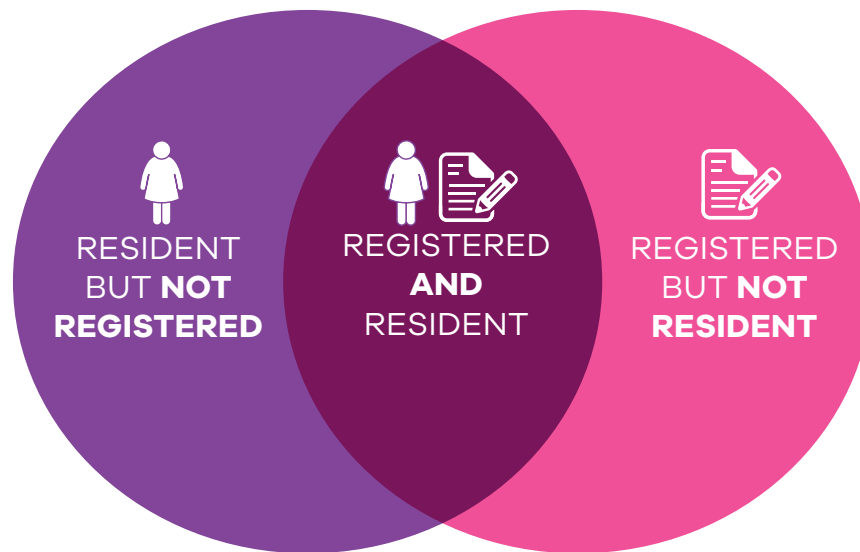 RESIDENT
BUT NOT
REGISTERED
REGISTERED
AND
RESIDENT
REGISTERED
BUT NOT
RESIDENT